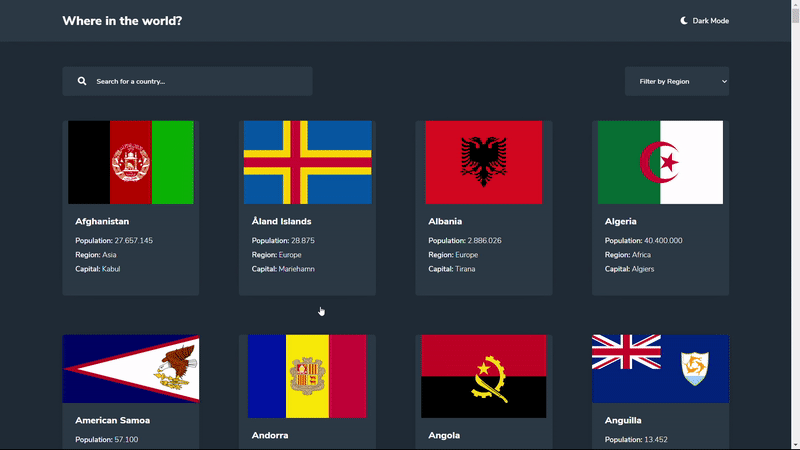 Where in the world?
Dark Mode
Search for a country...
Filter by Region
Afghanistan
Population: 27.657.145
Region: Asia
Capital: Kabul
Åland Islands
Population: 28.875
Region: Europe
Capital: Mariehamn
Albania
Population: 2.886.026
Region: Europe
Capital: Tirana
Algeria
Population: 40.400.000
Region: Africa
Capital: Algiers
American Samoa
Population: 57.100
Andorra
Angola
Anguilla
Population: 13.452